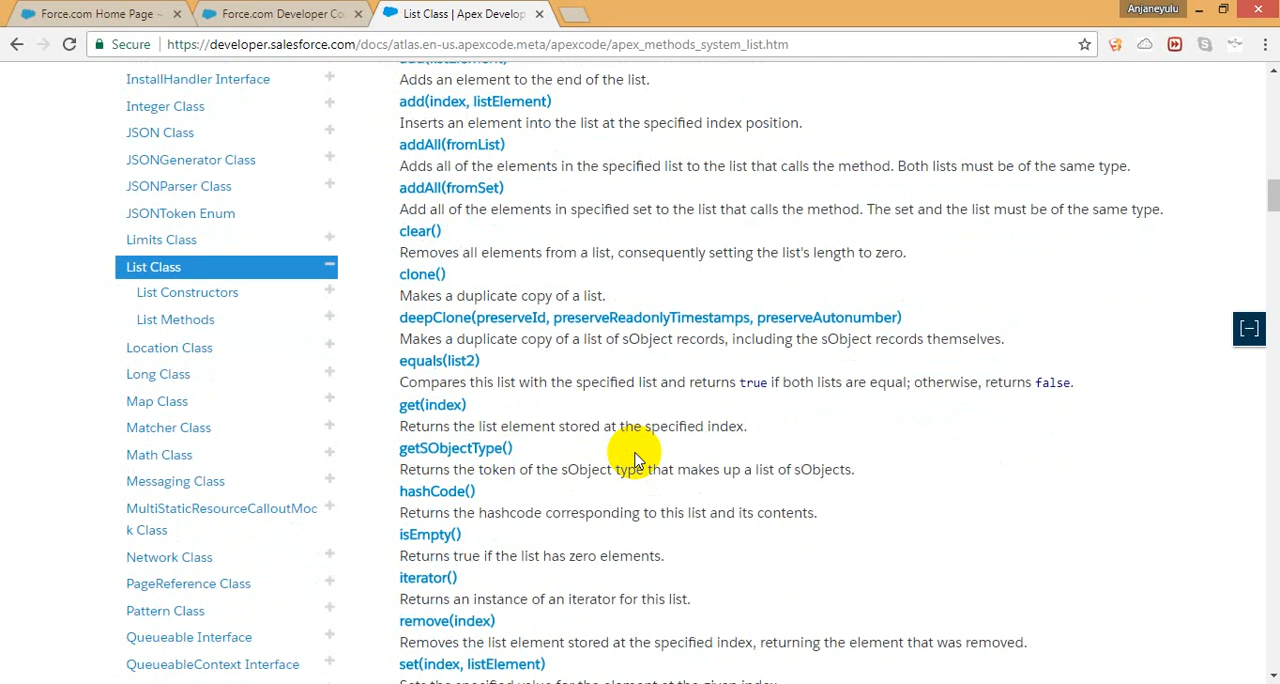 Force.com Home Page ~
Force.com Developer Co
List Class | Apex Develop
Anjaneyulu
Secure
https://developer.salesforce.com/docs/atlas.en-us.apexcode.meta/apexcode/apex_methods_system_list.htm
InstallHandler Interface
Integer Class
JSON Class
JSONGenerator Class
JSONParser Class
JSONToken Enum
Limits Class
List Class
List Constructors
List Methods
Location Class
Long Class
Map Class
Matcher Class
Math Class
Messaging Class
MultiStaticResourceCalloutMoc
k Class
Network Class
PageReference Class
Pattern Class
Queueable Interface
QueueableContext Interface
add(listElement)
Adds an element to the end of the list.
add(index, listElement)
Inserts an element into the list at the specified index position.
addAll(fromList)
Adds all of the elements in the specified list to the list that calls the method. Both lists must be of the same type.
addAll(fromSet)
Add all of the elements in specified set to the list that calls the method. The set and the list must be of the same type.
clear()
Removes all elements from a list, consequently setting the list's length to zero.
clone()
Makes a duplicate copy of a list.
deepClone(preserveId, preserveReadonlyTimestamps, preserveAutonumber)
Makes a duplicate copy of a list of sObject records, including the sObject records themselves.
equals(list2)
Compares this list with the specified list and returns true if both lists are equal; otherwise, returns false.
get(index)
Returns the list element stored at the specified index.
getSObjectType()
Returns the token of the sObject type that makes up a list of sObjects.
hashCode()
Returns the hashcode corresponding to this list and its contents.
isEmpty()
Returns true if the list has zero elements.
iterator()
Returns an instance of an iterator for this list.
remove(index)
Removes the list element stored at the specified index, returning the element that was removed.
set(index, listElement)
Sets the specified value for the element at the given index.